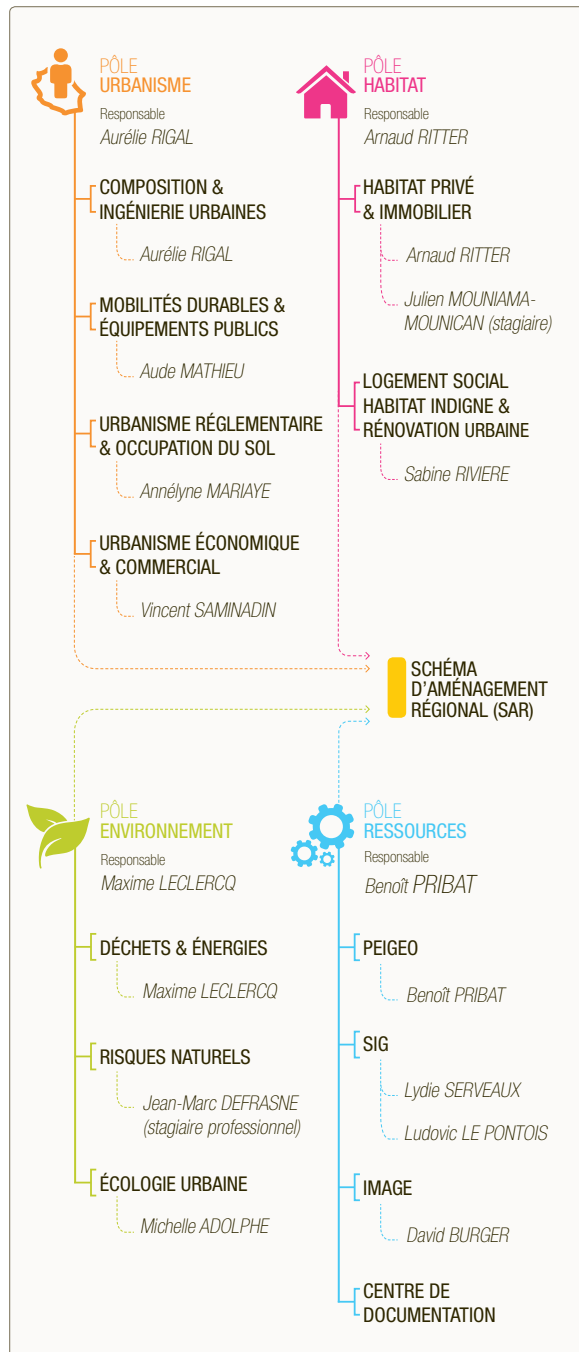 PÔLE
URBANISME
Responsable
Aurélie RIGAL
COMPOSITION &
INGÉNIERIE URBAINES
Aurélie RIGAL
MOBILITÉS DURABLES &
ÉQUIPEMENTS PUBLICS
Aude MATHIEU
URBANISME RÉGLEMENTAIRE
& OCCUPATION DU SOL
Annélyne MARIAYE
URBANISME ÉCONOMIQUE
& COMMERCIAL
Vincent SAMINADIN
PÔLE
HABITAT
Responsable
Arnaud RITTER
HABITAT PRIVÉ
& IMMOBILIER
Arnaud RITTER
Julien MOUNIAMA-
MOUNICAN (stagiaire)
LOGEMENT SOCIAL
HABITAT INDIGNE &
RÉNOVATION URBAINE
Sabine RIVIERE
SCHÉMA
D'AMÉNAGEMENT
RÉGIONAL (SAR)
PÔLE
ENVIRONNEMENT
Responsable
Maxime LECLERCQ
DÉCHETS & ÉNERGIES
Maxime LECLERCQ
RISQUES NATURELS
Jean-Marc DEFRASNE
(stagiaire professionnel)
ÉCOLOGIE URBAINE
Michelle ADOLPHE
PÔLE
RESSOURCES
Responsable
Benoît PRIBAT
PEIGEO
Benoît PRIBAT
SIG
Lydie SERVEAUX
Ludovic LE PONTOIS
IMAGE
David BURGER
CENTRE DE
DOCUMENTATION